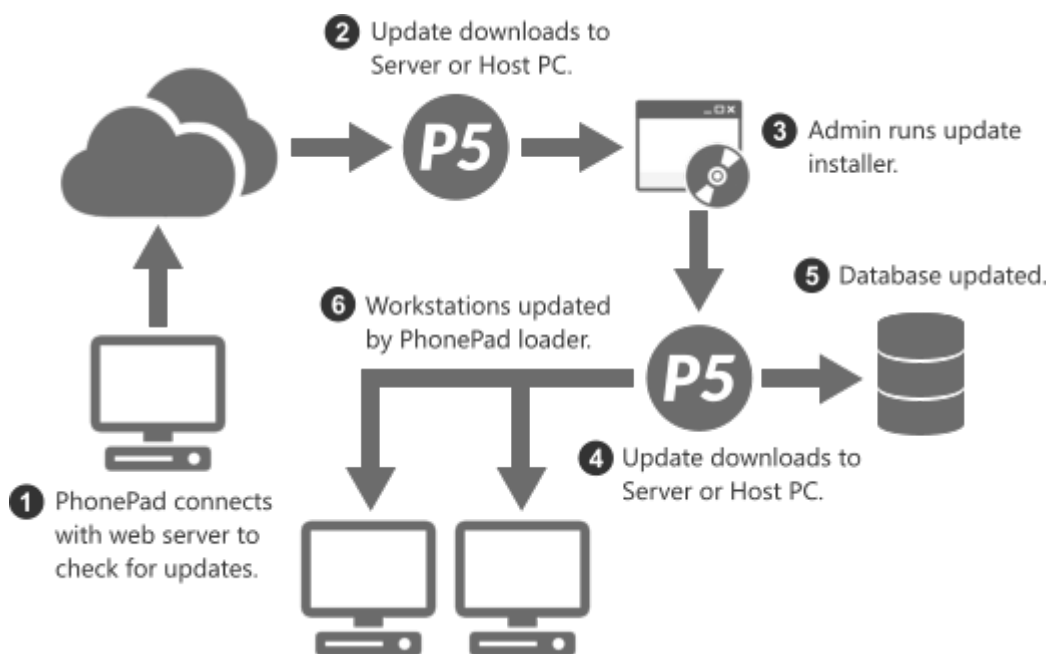 2 Update downloads to
Server or Host PC.
P5
3 Admin runs update
installer.
5 Database updated.
6 Workstations updated
by PhonePad loader.
P5
4 Update downloads to
Server or Host PC.
1 PhonePad connects
with web server to
check for updates.